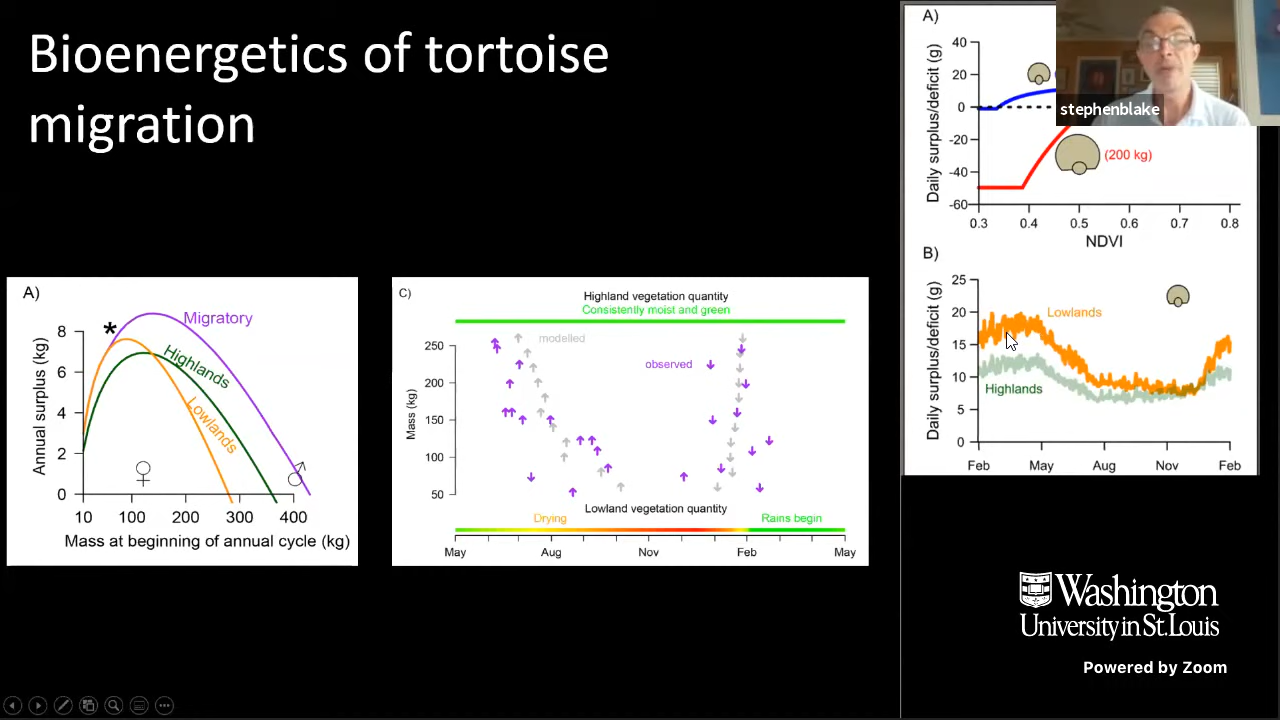 Bioenergetics of tortoise
migration
A)
Annual surplus (kg)
8
6
4
2
0
*
Migratory
Highlands
Lowlands
♀
♂
10 100 200 300 400
Mass at beginning of annual cycle (kg)
C)
Highland vegetation quantity
Consistently moist and green
modelled
observed
Mass (kg)
250
200
150
100
50
Lowland vegetation quantity
Drying
Rains begin
May Aug Nov Feb May
A)
Daily surplus/deficit (g)
40
20
0
-20
-40
-60
(200 kg)
0.3 0.4 0.5 0.6 0.7 0.8
NDVI
stephenblake
B)
Daily surplus/deficit (g)
25
20
15
10
5
0
Lowlands
Highlands
Feb May Aug Nov Feb
Washington
University in St. Louis
Powered by Zoom